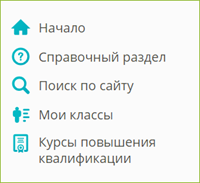 Начало
Справочный раздел
Поиск по сайту
Мои классы
Курсы повышения
квалификации